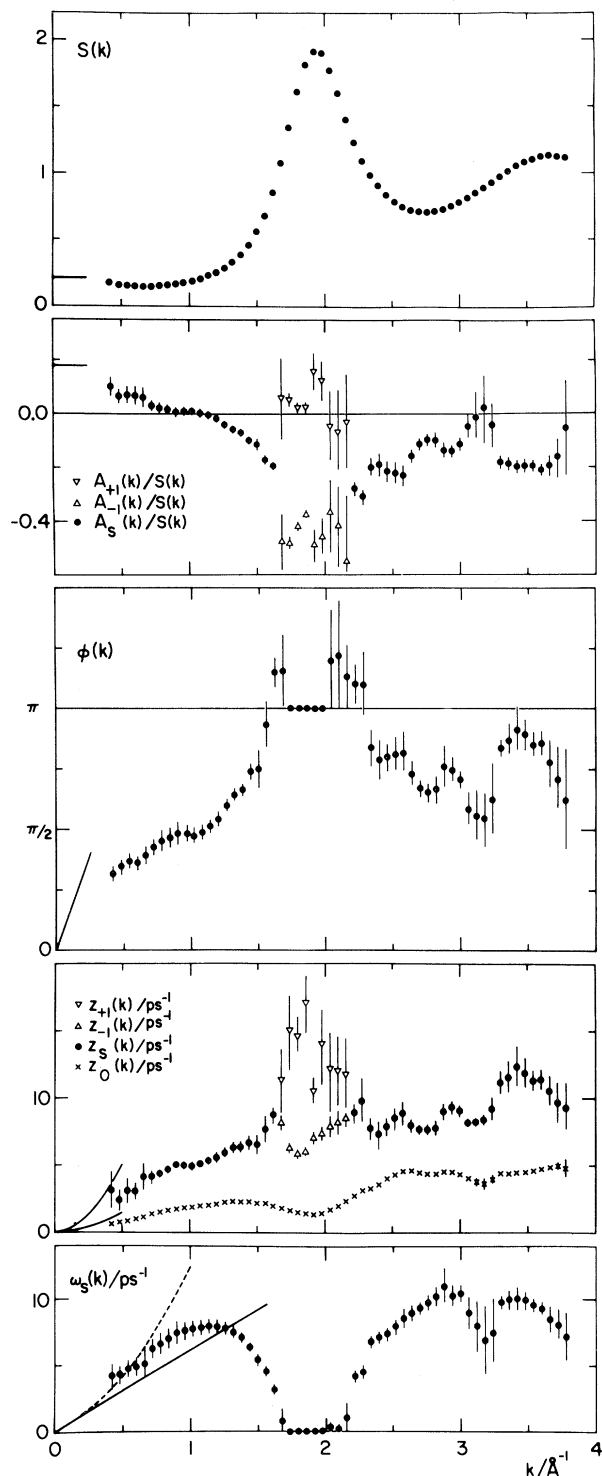 2
S(k)
1
0
0.0
▽ A₊₁(k)/S(k)
△ A₋₁(k)/S(k)
● Aₛ(k)/S(k)
-0.4
ϕ(k)
π
π/2
0
▽ z₊₁(k)/ps⁻¹
△ z₋₁(k)/ps⁻¹
● zₛ(k)/ps⁻¹
× z₀(k)/ps⁻¹
10
0
ωₛ(k)/ps⁻¹
10
0
0 1 2 3 4
k/Å⁻¹